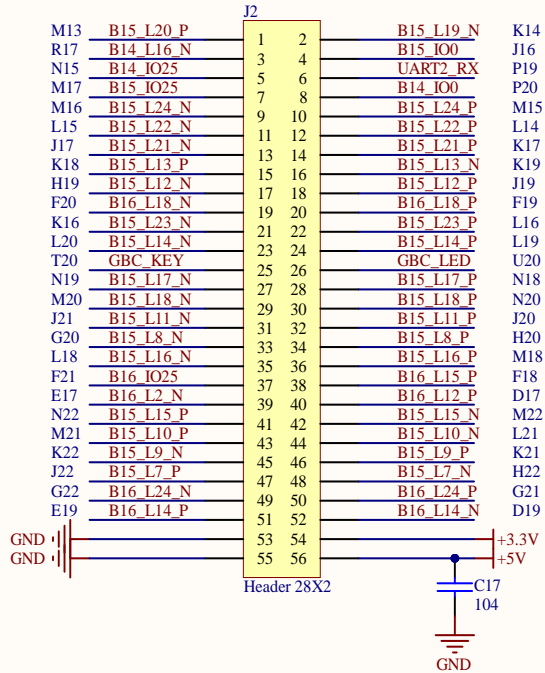 J2
M13 B15_L20_P 1 2 B15_L19_N K14
R17 B14_L16_N 3 4 B15_IO0 J16
N15 B14_IO25 5 6 UART2_RX P19
M17 B15_IO25 7 8 B14_IO0 P20
M16 B15_L24_N 9 10 B15_L24_P M15
L15 B15_L22_N 11 12 B15_L22_P L14
J17 B15_L21_N 13 14 B15_L21_P K17
K18 B15_L13_P 15 16 B15_L13_N K19
H19 B15_L12_N 17 18 B15_L12_P J19
F20 B16_L18_N 19 20 B16_L18_P F19
K16 B15_L23_N 21 22 B15_L23_P L16
L20 B15_L14_N 23 24 B15_L14_P L19
T20 GBC_KEY 25 26 GBC_LED U20
N19 B15_L17_N 27 28 B15_L17_P N18
M20 B15_L18_N 29 30 B15_L18_P N20
J21 B15_L11_N 31 32 B15_L11_P J20
G20 B15_L8_N 33 34 B15_L8_P H20
L18 B15_L16_N 35 36 B15_L16_P M18
F21 B16_IO25 37 38 B16_L15_P F18
E17 B16_L2_N 39 40 B16_L12_P D17
N22 B15_L15_P 41 42 B15_L15_N M22
M21 B15_L10_P 43 44 B15_L10_N L21
K22 B15_L9_N 45 46 B15_L9_P K21
J22 B15_L7_P 47 48 B15_L7_N H22
G22 B16_L24_N 49 50 B16_L24_P G21
E19 B16_L14_P 51 52 B16_L14_N D19
GND 53 54 +3.3V
GND 55 56 +5V
Header 28X2
C17
104
GND